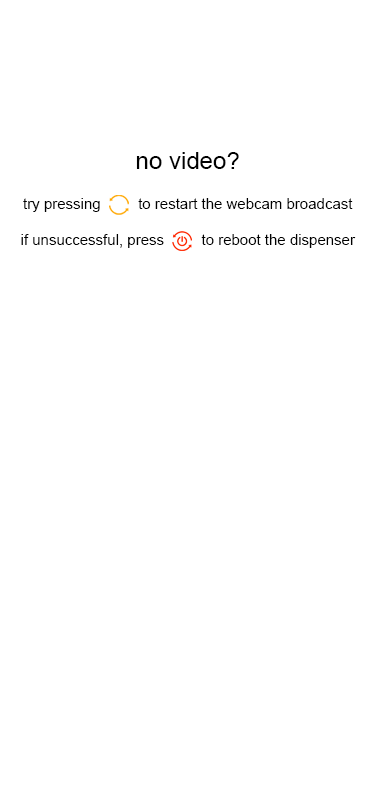 no video?
try pressing to restart the webcam broadcast
if unsuccessful, press to reboot the dispenser